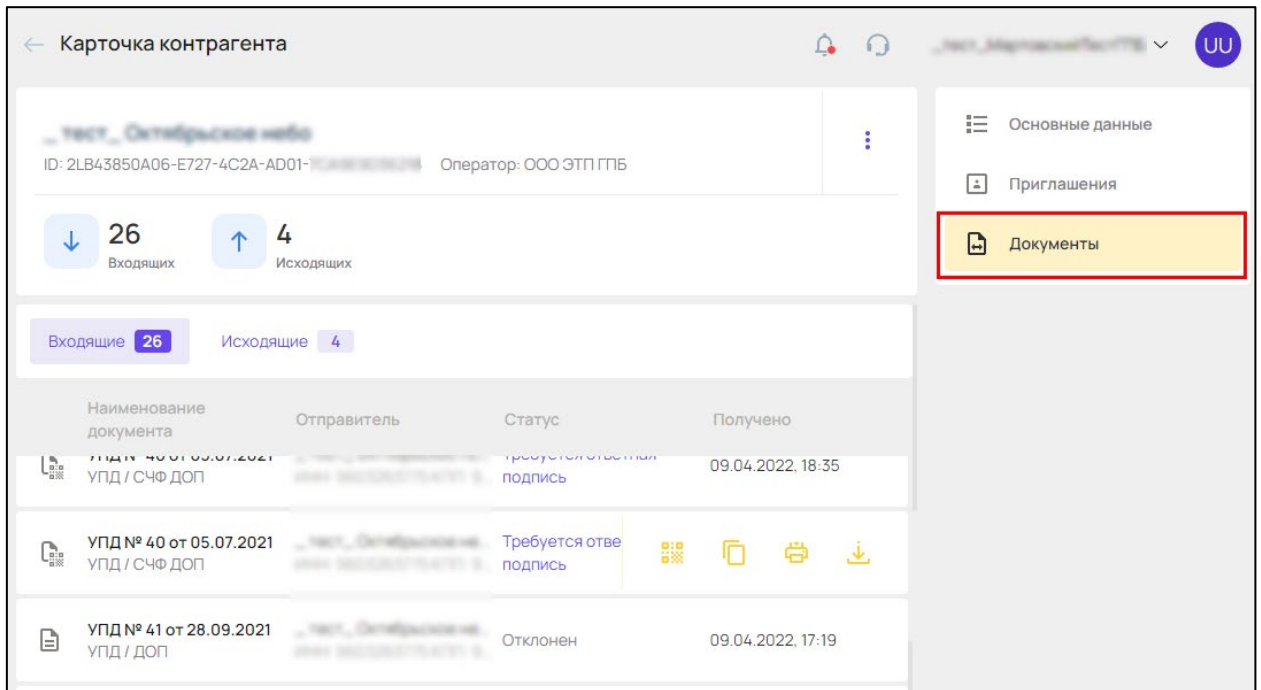 Карточка контрагента
UU
ID: 2LB43850A06-E727-4C2A-AD01- Оператор: ООО ЭТП ГПБ
26
Входящих
4
Исходящих
Основные данные
Приглашения
Документы
Входящие 26 Исходящие 4
Наименование документа Отправитель Статус Получено
УПД / СЧФ ДОП подпись 09.04.2022, 18:35
УПД № 40 от 05.07.2021 Требуется отве
УПД / СЧФ ДОП подпись
УПД № 41 от 28.09.2021 Отклонен 09.04.2022, 17:19
УПД / ДОП